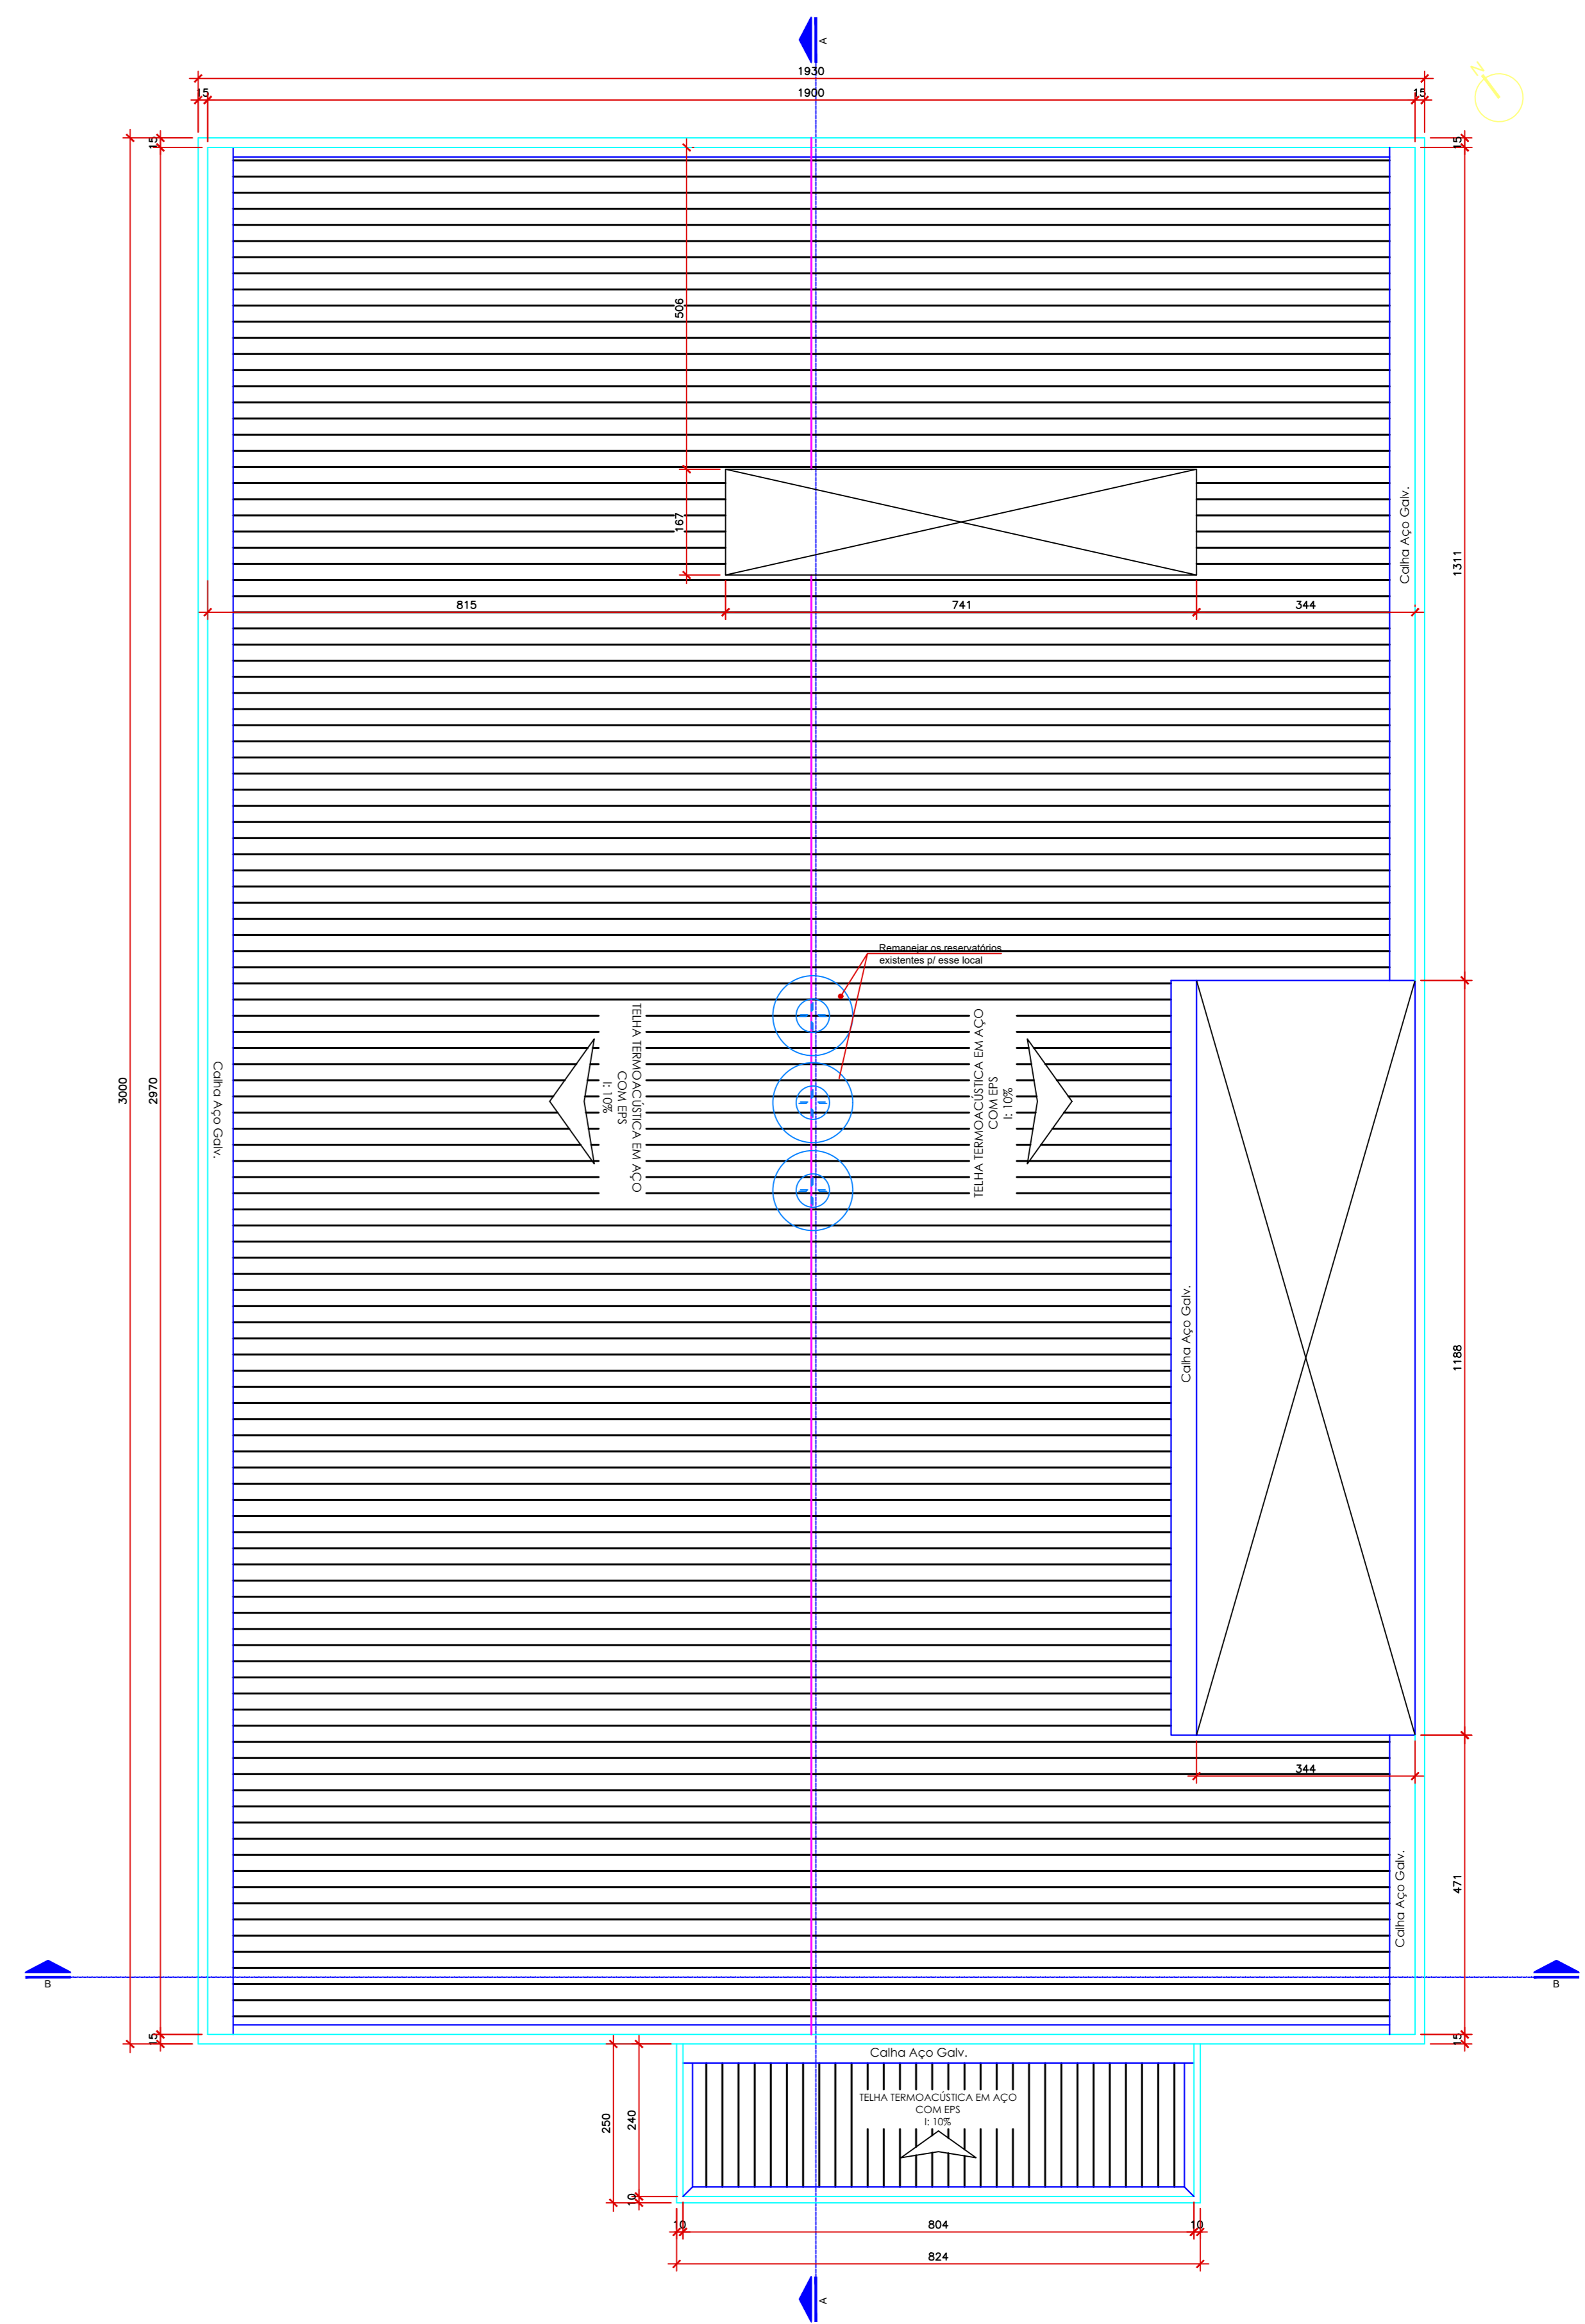 A
1930
15
1900
15
N
15
15
506
167
Calha Aço Galv.
1311
815
741
344
Remanejar os reservatórios
existentes p/ esse local
TELHA TERMOACÚSTICA EM AÇO
COM EPS
I: 10%
TELHA TERMOACÚSTICA EM AÇO
COM EPS
I: 10%
3000
2970
Calha Aço Galv.
Calha Aço Galv.
1188
344
Calha Aço Galv.
471
B
B
15
15
Calha Aço Galv.
TELHA TERMOACÚSTICA EM AÇO
COM EPS
I: 10%
250
240
10
10
804
10
824
A